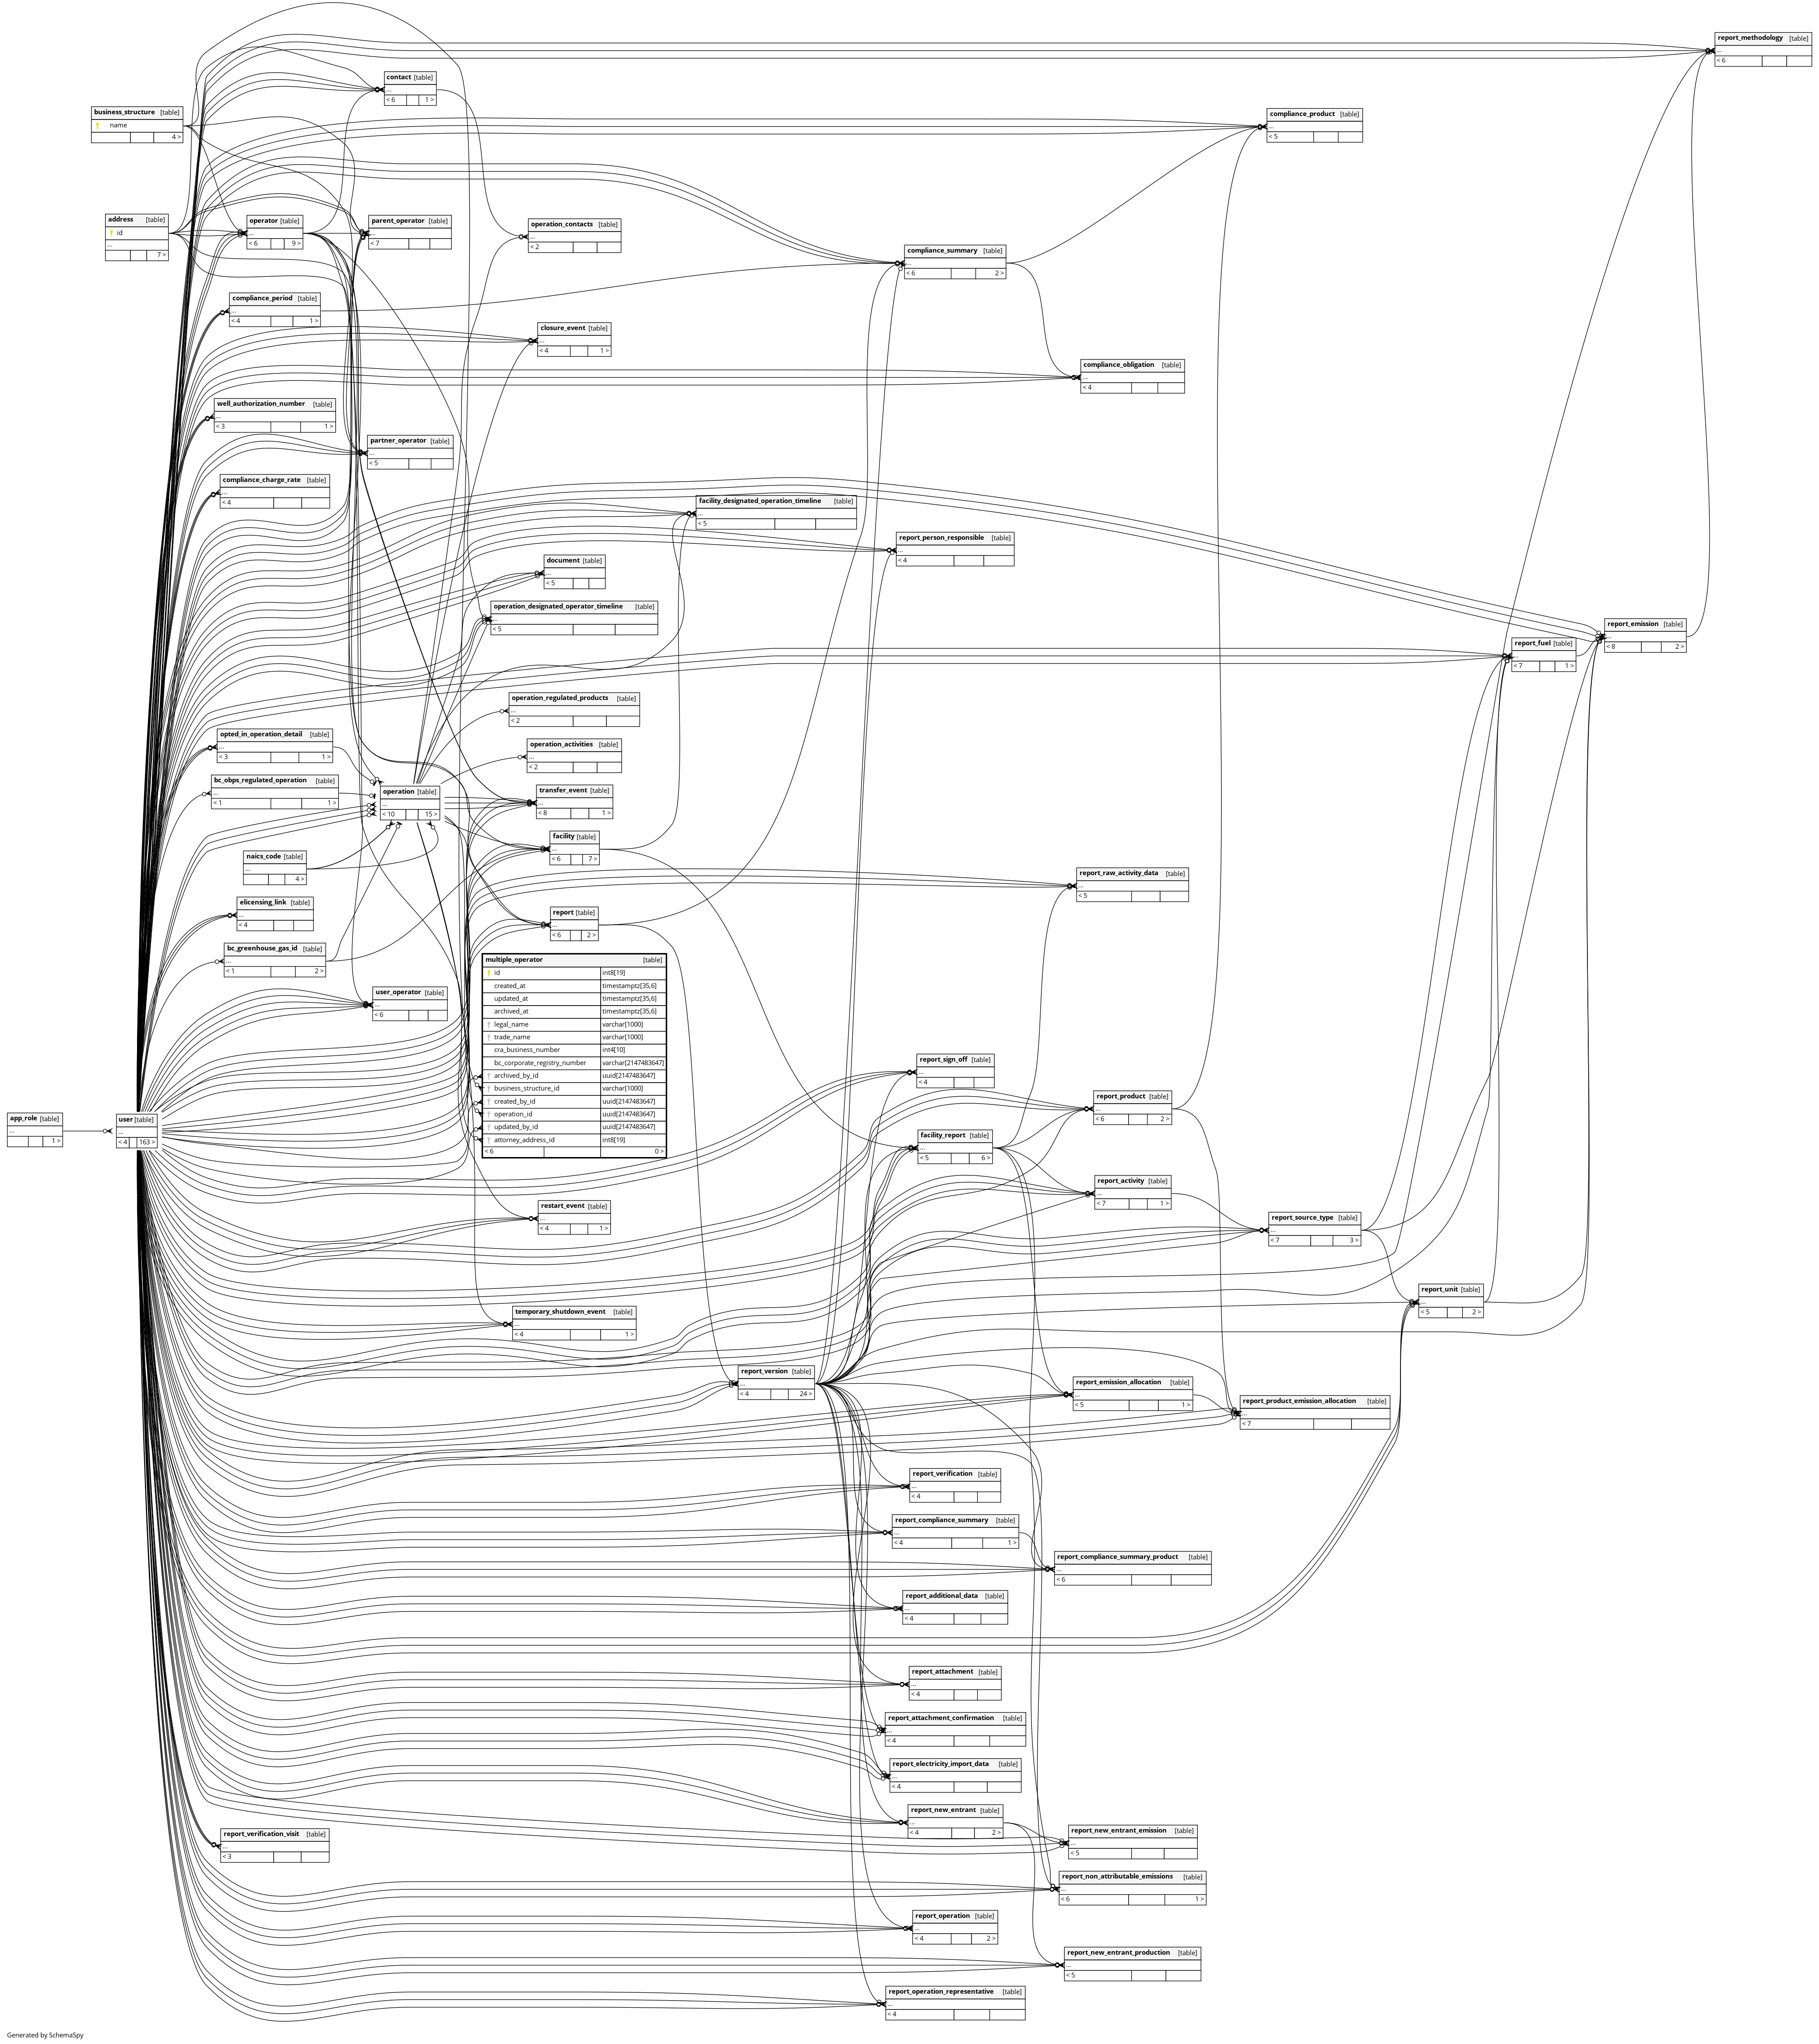 report_methodology [table]
...
< 6
contact [table]
...
< 6 1 >
business_structure [table]
name
4 >
compliance_product [table]
...
< 5
address [table]
id
...
7 >
operator [table]
...
< 6 9 >
parent_operator [table]
...
< 7
operation_contacts [table]
...
< 2
compliance_summary [table]
...
< 6 2 >
compliance_period [table]
...
< 4 1 >
closure_event [table]
...
< 4 1 >
compliance_obligation [table]
...
< 4
well_authorization_number [table]
...
< 3 1 >
partner_operator [table]
...
< 5
compliance_charge_rate [table]
...
< 4
facility_designated_operation_timeline [table]
...
< 5
report_person_responsible [table]
...
< 4
document [table]
...
< 5
operation_designated_operator_timeline [table]
...
< 5
report_emission [table]
...
< 8 2 >
report_fuel [table]
...
< 7 1 >
operation_regulated_products [table]
...
< 2
opted_in_operation_detail [table]
...
< 3 1 >
operation_activities [table]
...
< 2
bc_obps_regulated_operation [table]
...
< 1 1 >
operation [table]
...
< 10 15 >
transfer_event [table]
...
< 8 1 >
facility [table]
...
< 6 7 >
naics_code [table]
...
4 >
report_raw_activity_data [table]
...
< 5
elicensing_link [table]
...
< 4
report [table]
...
< 6 2 >
bc_greenhouse_gas_id [table]
...
< 1 2 >
multiple_operator [table]
id int8[19]
created_at timestamptz[35,6]
updated_at timestamptz[35,6]
archived_at timestamptz[35,6]
legal_name varchar[1000]
trade_name varchar[1000]
cra_business_number int4[10]
bc_corporate_registry_number varchar[2147483647]
archived_by_id uuid[2147483647]
business_structure_id varchar[1000]
created_by_id uuid[2147483647]
operation_id uuid[2147483647]
updated_by_id uuid[2147483647]
attorney_address_id int8[19]
< 6 0 >
user_operator [table]
...
< 6
report_sign_off [table]
...
< 4
report_product [table]
...
< 6 2 >
app_role [table]
...
1 >
user [table]
...
< 4 163 >
facility_report [table]
...
< 5 6 >
report_activity [table]
...
< 7 1 >
restart_event [table]
...
< 4 1 >
report_source_type [table]
...
< 7 3 >
report_unit [table]
...
< 5 2 >
temporary_shutdown_event [table]
...
< 4 1 >
report_version [table]
...
< 4 24 >
report_emission_allocation [table]
...
< 5 1 >
report_product_emission_allocation [table]
...
< 7
report_verification [table]
...
< 4
report_compliance_summary [table]
...
< 4 1 >
report_compliance_summary_product [table]
...
< 6
report_additional_data [table]
...
< 4
report_attachment [table]
...
< 4
report_attachment_confirmation [table]
...
< 4
report_electricity_import_data [table]
...
< 4
report_new_entrant [table]
...
< 4 2 >
report_new_entrant_emission [table]
...
< 5
report_verification_visit [table]
...
< 3
report_non_attributable_emissions [table]
...
< 6 1 >
report_operation [table]
...
< 4 2 >
report_new_entrant_production [table]
...
< 5
report_operation_representative [table]
...
< 4
Generated by SchemaSpy